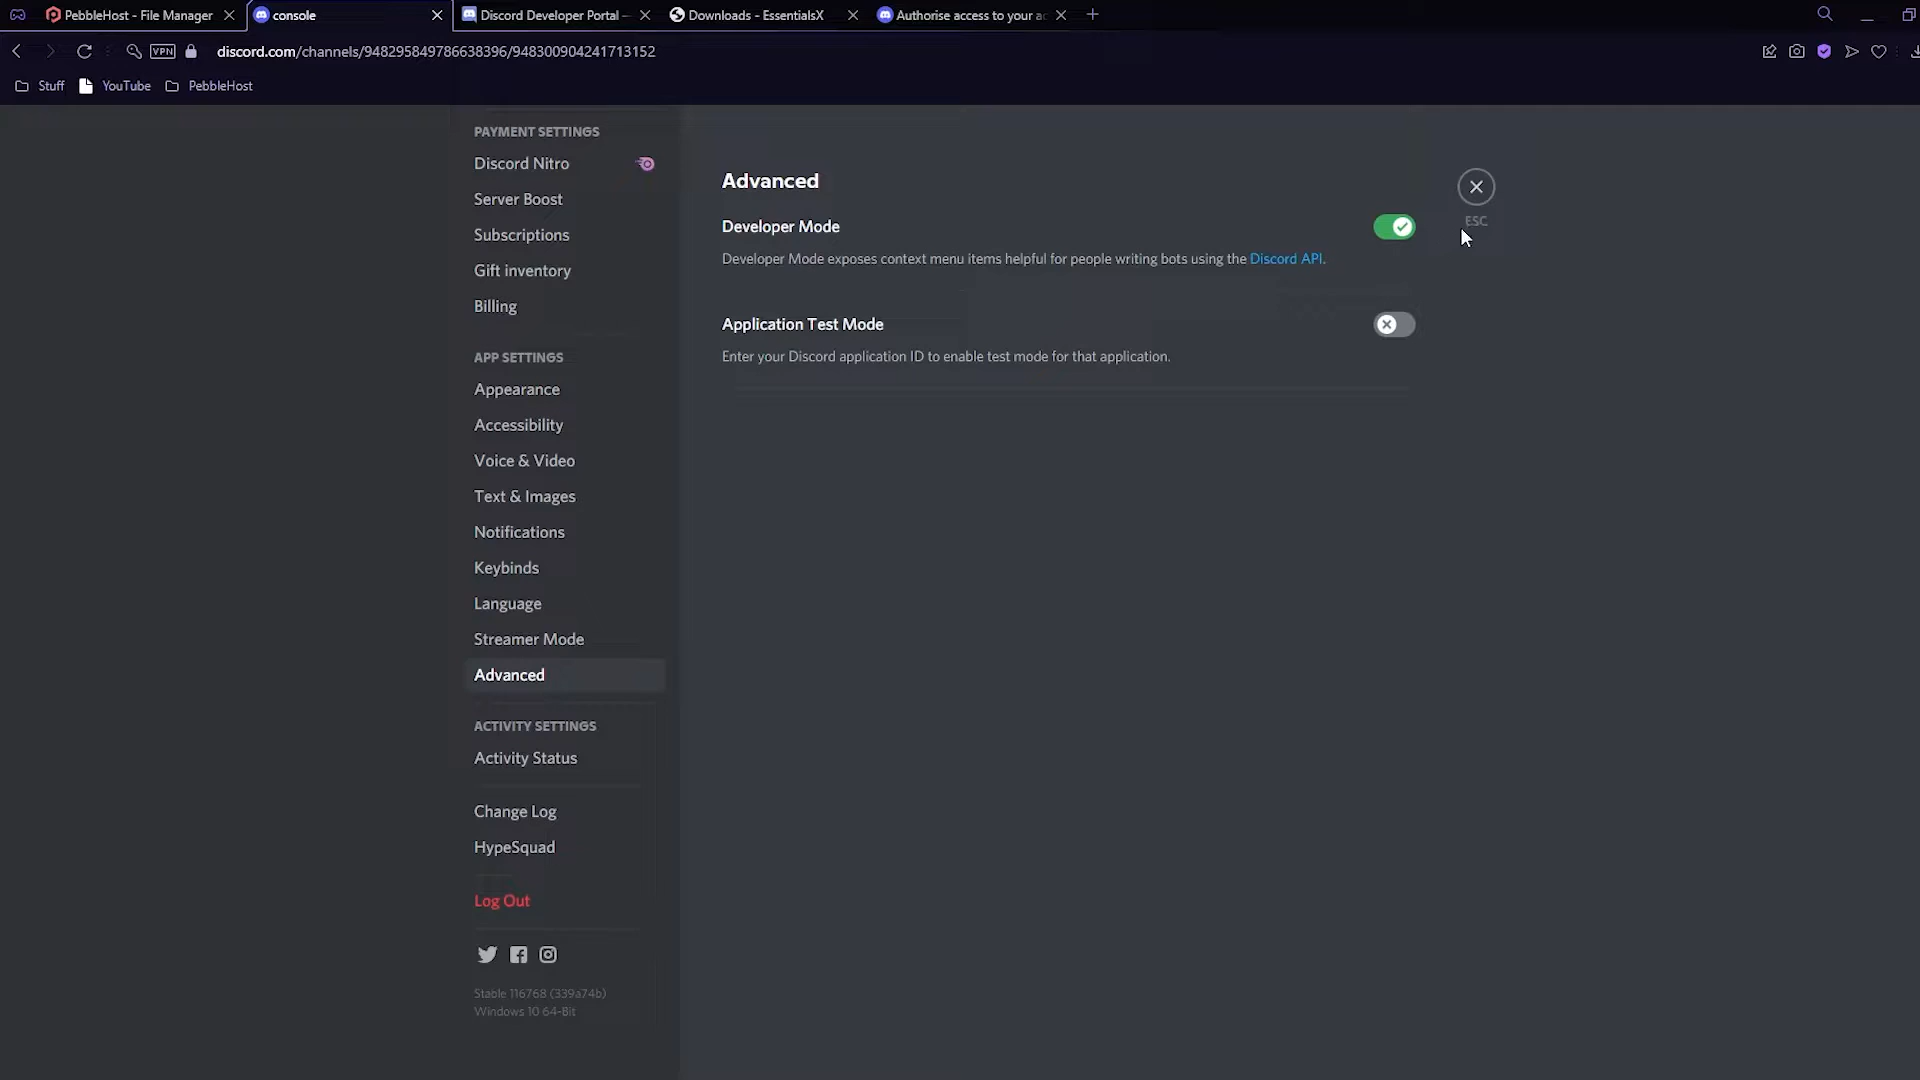 PebbleHost - File Manager
console
Discord Developer Portal –
Downloads - EssentialsX
Authorise access to your ac
VPN
discord.com/channels/948295849786638396/948300904241713152
Stuff
YouTube
PebbleHost
PAYMENT SETTINGS
Discord Nitro
Server Boost
Subscriptions
Gift inventory
Billing
APP SETTINGS
Appearance
Accessibility
Voice & Video
Text & Images
Notifications
Keybinds
Language
Streamer Mode
Advanced
ACTIVITY SETTINGS
Activity Status
Change Log
HypeSquad
Log Out
Stable 116768 (339a74b)
Windows 10 64-Bit
Advanced
Developer Mode
Developer Mode exposes context menu items helpful for people writing bots using the Discord API.
Application Test Mode
Enter your Discord application ID to enable test mode for that application.
ESC